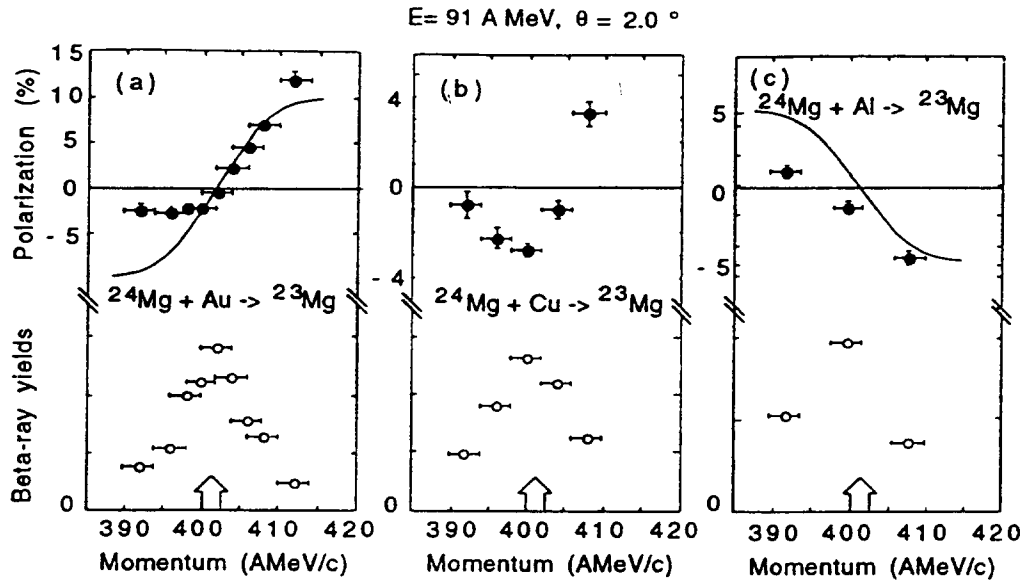 E= 91 A MeV, θ = 2.0 °
Polarization (%)
15
10
5
0
- 5
(a)
24Mg + Au -> 23Mg
Beta-ray yields
0
390 400 410 420
Momentum (AMeV/c)
4
0
- 4
(b)
24Mg + Cu -> 23Mg
0
390 400 410 420
Momentum (AMeV/c)
5
0
- 5
(c)
24Mg + Al -> 23Mg
0
390 400 410 420
Momentum (AMeV/c)